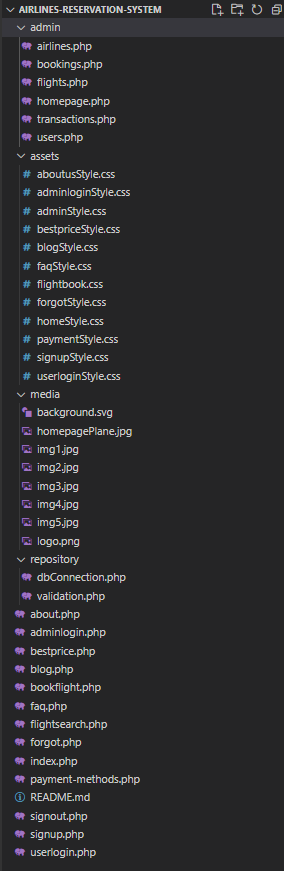 AIRLINES-RESERVATION-SYSTEM
admin
airlines.php
bookings.php
flights.php
homepage.php
transactions.php
users.php
assets
aboutusStyle.css
adminloginStyle.css
adminStyle.css
bestpriceStyle.css
blogStyle.css
faqStyle.css
flightbook.css
forgotStyle.css
homeStyle.css
paymentStyle.css
signupStyle.css
userloginStyle.css
media
background.svg
homepagePlane.jpg
img1.jpg
img2.jpg
img3.jpg
img4.jpg
img5.jpg
logo.png
repository
dbConnection.php
validation.php
about.php
adminlogin.php
bestprice.php
blog.php
bookflight.php
faq.php
flightsearch.php
forgot.php
index.php
payment-methods.php
README.md
signout.php
signup.php
userlogin.php